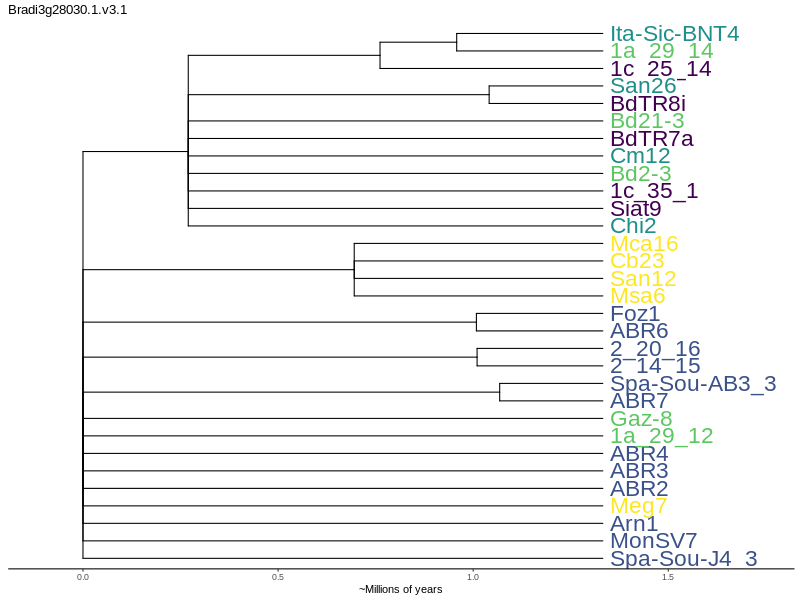 Bradi3g28030.1.v3.1
Ita-Sic-BNT4
1a_29_14
1c_25_14
San26
BdTR8i
Bd21-3
BdTR7a
Cm12
Bd2-3
1c_35_1
Siat9
Chi2
Mca16
Cb23
San12
Msa6
Foz1
ABR6
2_20_16
2_14_15
Spa-Sou-AB3_3
ABR7
Gaz-8
1a_29_12
ABR4
ABR3
ABR2
Meg7
Arn1
MonSV7
Spa-Sou-J4_3
0.0 0.5 1.0 1.5
~Millions of years